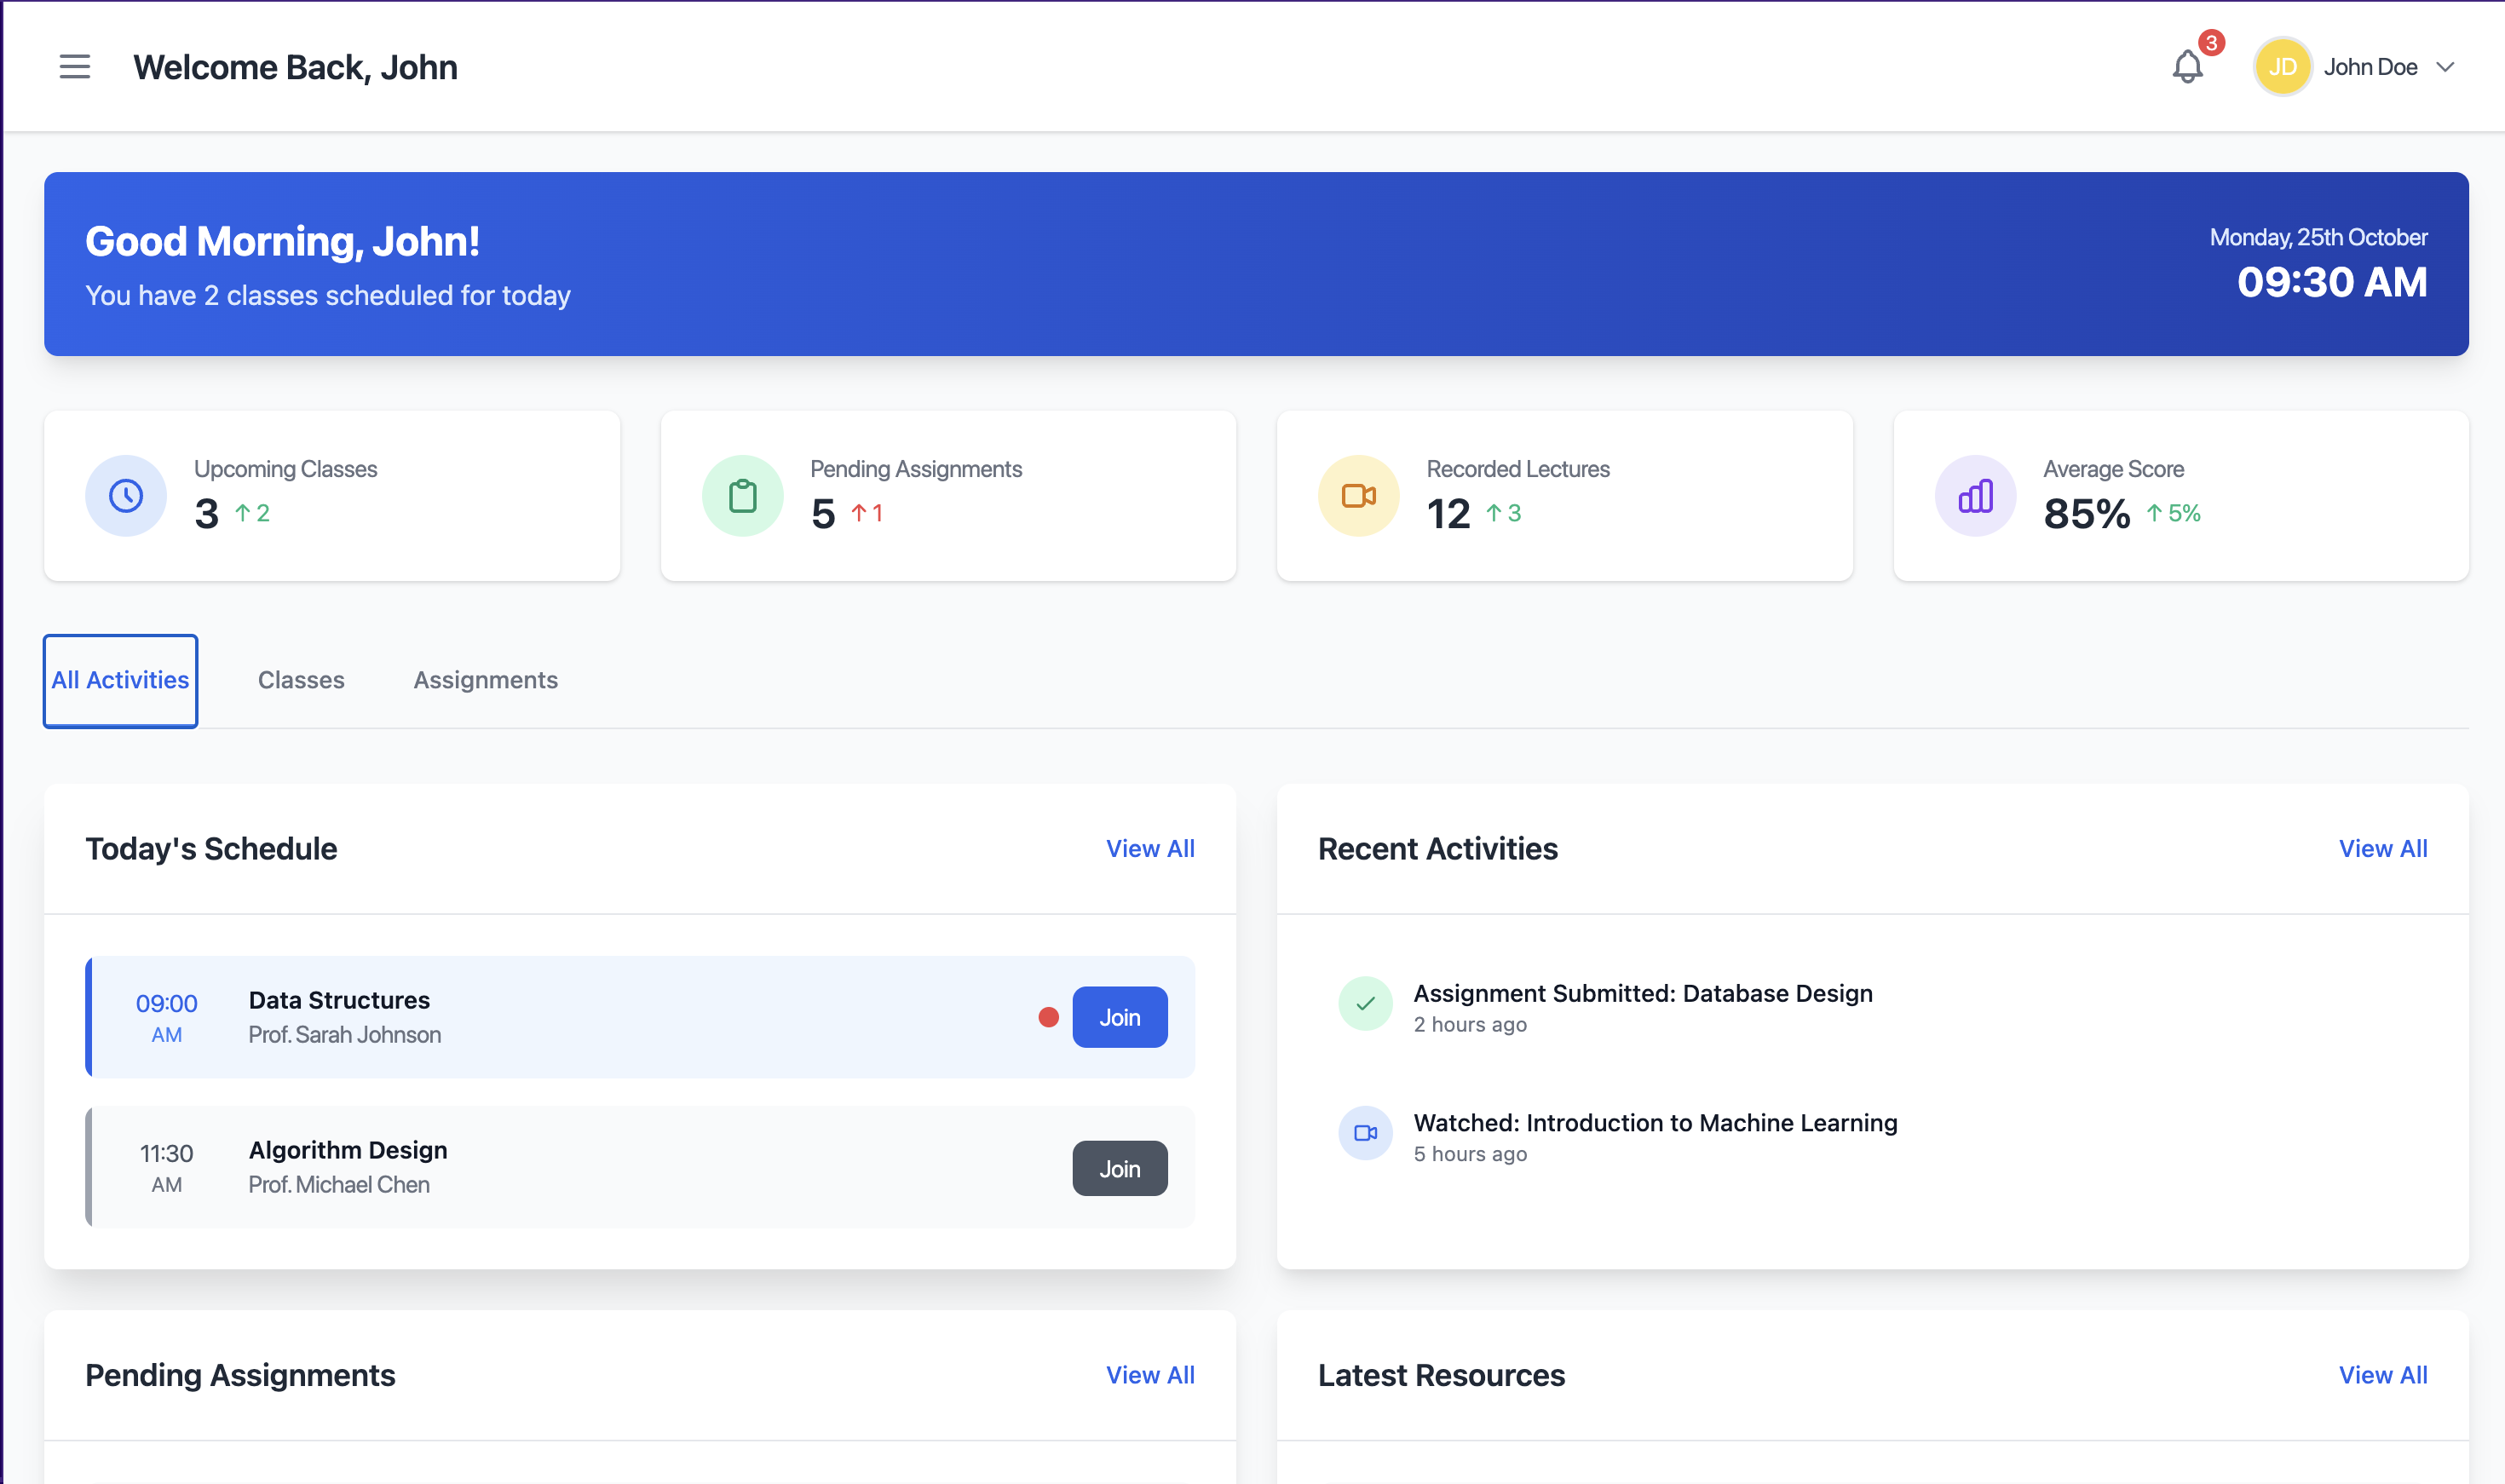 Welcome Back, John
3
JD
John Doe
Good Morning, John!
You have 2 classes scheduled for today
Monday, 25th October
09:30 AM
Upcoming Classes
3 ↑ 2
Pending Assignments
5 ↑ 1
Recorded Lectures
12 ↑ 3
Average Score
85% ↑ 5%
All Activities
Classes
Assignments
Today's Schedule
View All
09:00
AM
Data Structures
Prof. Sarah Johnson
Join
11:30
AM
Algorithm Design
Prof. Michael Chen
Join
Recent Activities
View All
Assignment Submitted: Database Design
2 hours ago
Watched: Introduction to Machine Learning
5 hours ago
Pending Assignments
View All
Latest Resources
View All